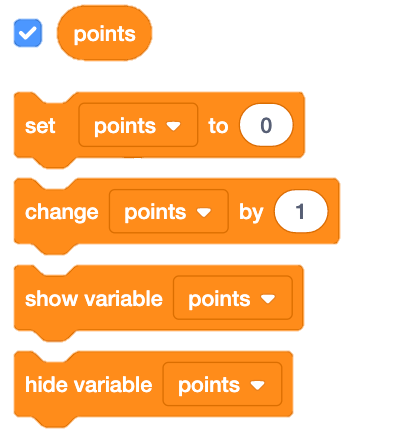 points
set points to 0
change points by 1
show variable points
hide variable points